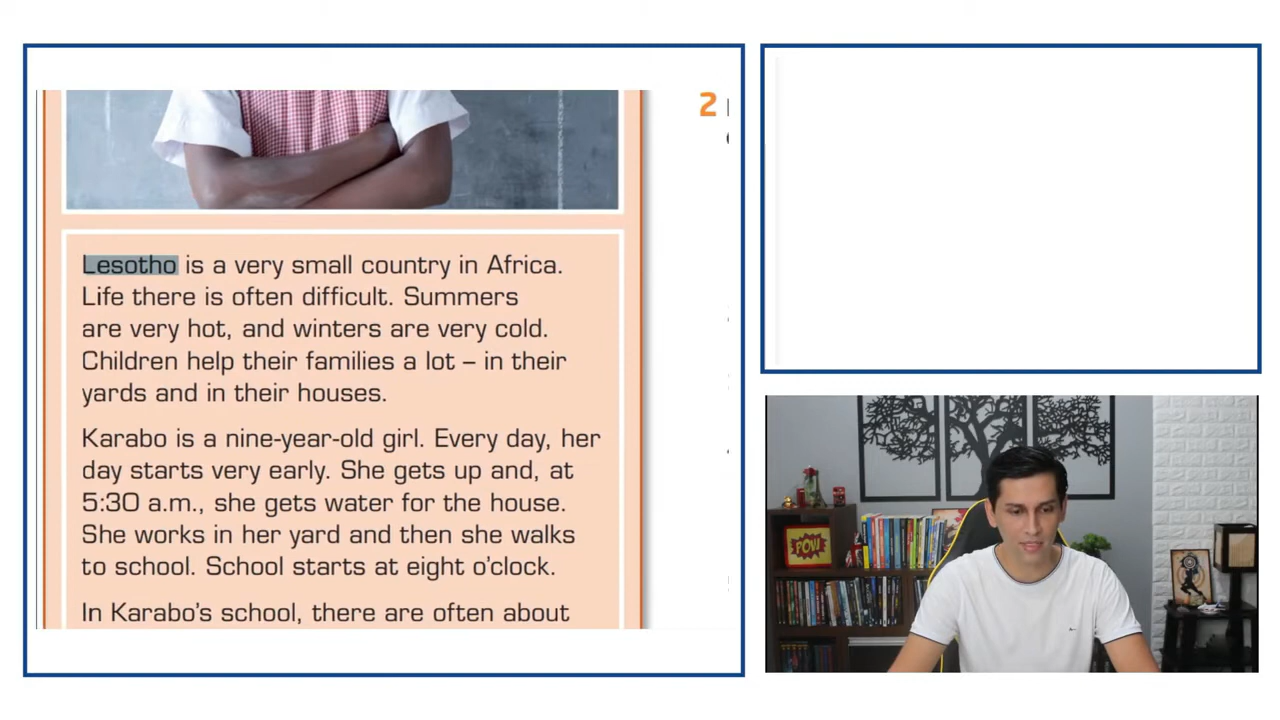 2
Lesotho is a very small country in Africa.
Life there is often difficult. Summers
are very hot, and winters are very cold.
Children help their families a lot – in their
yards and in their houses.
Karabo is a nine-year-old girl. Every day, her
day starts very early. She gets up and, at
5:30 a.m., she gets water for the house.
She works in her yard and then she walks
to school. School starts at eight o'clock.
In Karabo's school, there are often about
POW